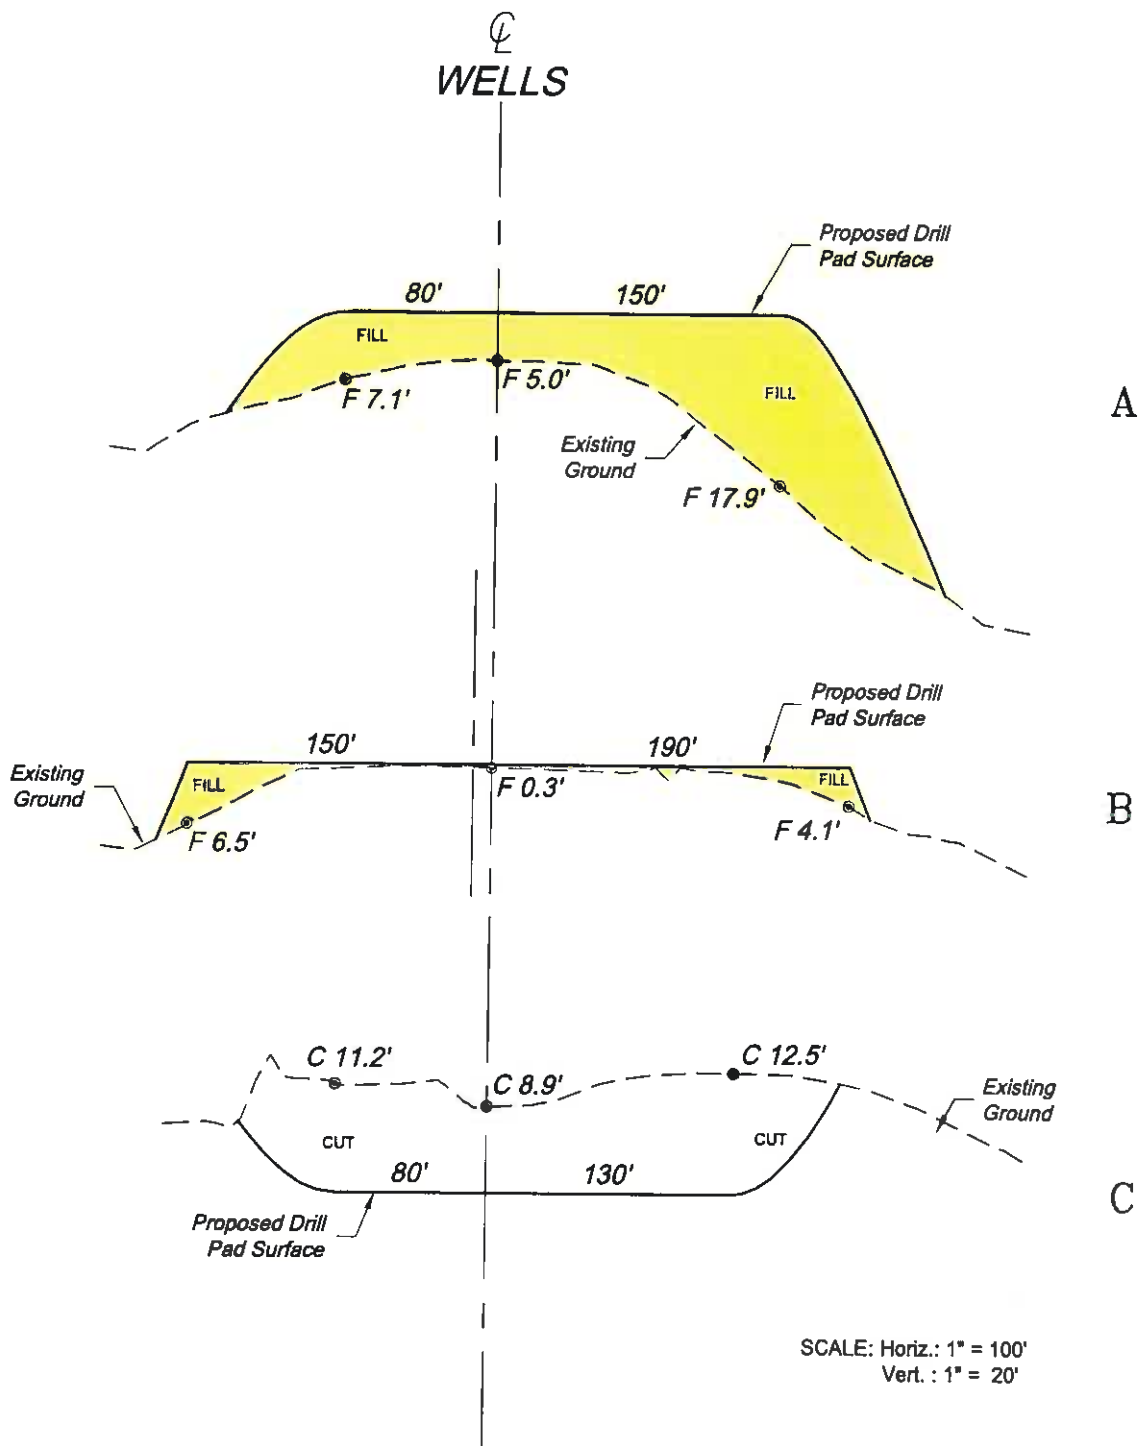 ℄
WELLS
Proposed Drill
Pad Surface
80'
150'
FILL
F 7.1'
F 5.0'
FILL
A
Existing
Ground
F 17.9'
Proposed Drill
Pad Surface
150'
190'
Existing
Ground
FILL
F 0.3'
FILL
F 6.5'
F 4.1'
B
C 11.2'
C 12.5'
C 8.9'
Existing
Ground
CUT
CUT
80'
130'
C
Proposed Drill
Pad Surface
SCALE: Horiz.: 1" = 100'
Vert. : 1" = 20'